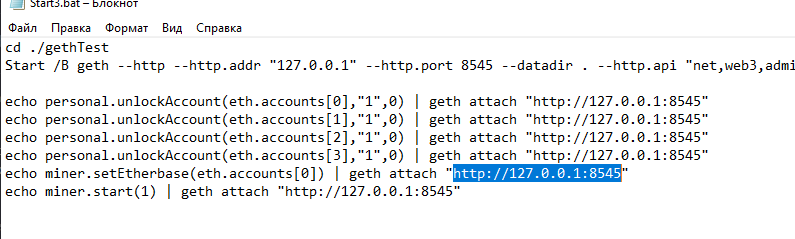 Start3.bat – Блокнот
Файл Правка Формат Вид Справка
cd ./gethTest
Start /B geth --http --http.addr "127.0.0.1" --http.port 8545 --datadir . --http.api "net,web3,admi
echo personal.unlockAccount(eth.accounts[0],"1",0) | geth attach "http://127.0.0.1:8545"
echo personal.unlockAccount(eth.accounts[1],"1",0) | geth attach "http://127.0.0.1:8545"
echo personal.unlockAccount(eth.accounts[2],"1",0) | geth attach "http://127.0.0.1:8545"
echo personal.unlockAccount(eth.accounts[3],"1",0) | geth attach "http://127.0.0.1:8545"
echo miner.setEtherbase(eth.accounts[0]) | geth attach "http://127.0.0.1:8545"
echo miner.start(1) | geth attach "http://127.0.0.1:8545"